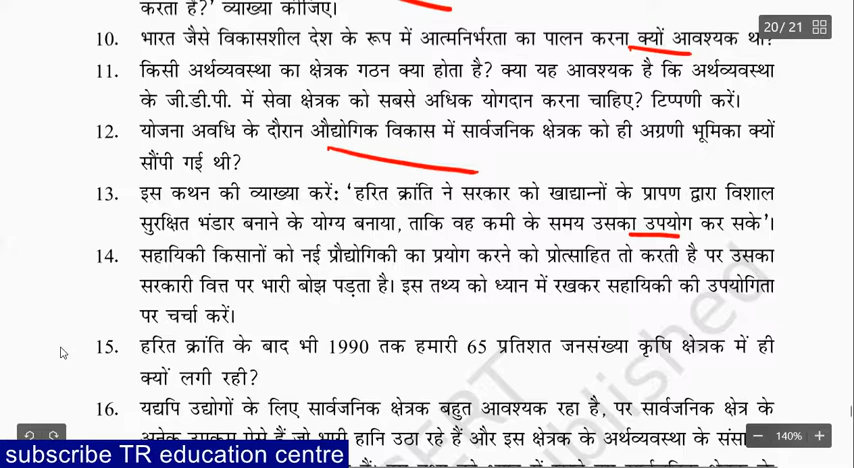 करता है?' व्याख्या कीजिए।
20 / 21
10. भारत जैसे विकासशील देश के रूप में आत्मनिर्भरता का पालन करना क्यों आवश्यक था?
11. किसी अर्थव्यवस्था का क्षेत्रक गठन क्या होता है? क्या यह आवश्यक है कि अर्थव्यवस्था
के जी.डी.पी. में सेवा क्षेत्रक को सबसे अधिक योगदान करना चाहिए? टिप्पणी करें।
12. योजना अवधि के दौरान औद्योगिक विकास में सार्वजनिक क्षेत्रक को ही अग्रणी भूमिका क्यों
सौंपी गई थी?
13. इस कथन की व्याख्या करें: 'हरित क्रांति ने सरकार को खाद्यान्नों के प्रापण द्वारा विशाल
सुरक्षित भंडार बनाने के योग्य बनाया, ताकि वह कमी के समय उसका उपयोग कर सके'।
14. सहायिकी किसानों को नई प्रौद्योगिकी का प्रयोग करने को प्रोत्साहित तो करती है पर उसका
सरकारी वित्त पर भारी बोझ पड़ता है। इस तथ्य को ध्यान में रखकर सहायिकी की उपयोगिता
पर चर्चा करें।
15. हरित क्रांति के बाद भी 1990 तक हमारी 65 प्रतिशत जनसंख्या कृषि क्षेत्रक में ही
क्यों लगी रही?
16. यद्यपि उद्योगों के लिए सार्वजनिक क्षेत्रक बहुत आवश्यक रहा है, पर सार्वजनिक क्षेत्र के
अनेक उपक्रम ऐसे हैं जो भारी हानि उठा रहे हैं और इस क्षेत्रक के अर्थव्यवस्था के
140%
subscribe TR education centre